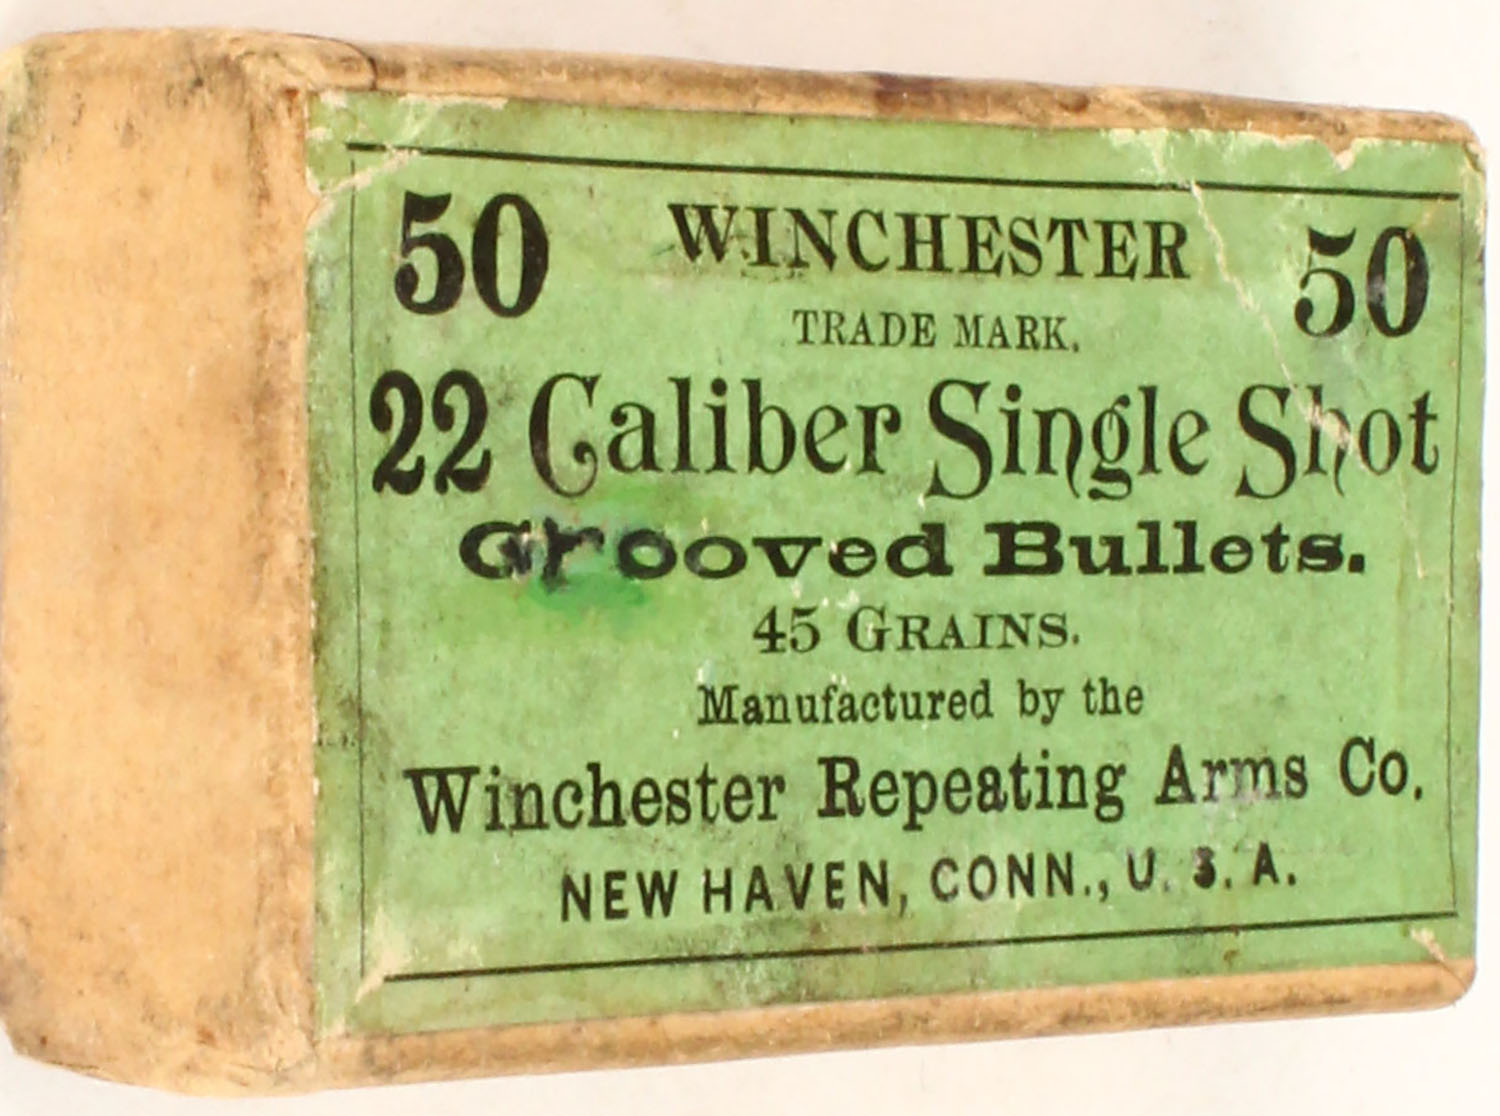 50 WINCHESTER 50
TRADE MARK.
22 Caliber Single Shot
Grooved Bullets.
45 GRAINS.
Manufactured by the
Winchester Repeating Arms Co.
NEW HAVEN, CONN., U. S. A.